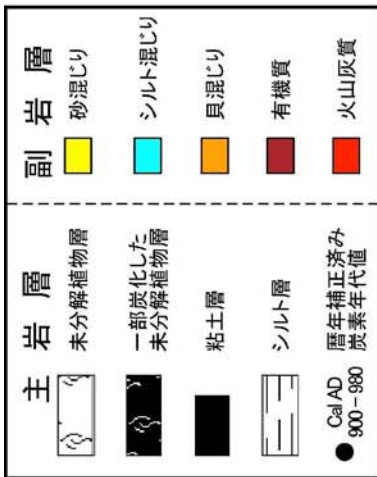 主岩層
未分解植物層
一部炭化した
未分解植物層
粘土層
シルト層
Cal AD
900-980
暦年補正済み
炭素年代値
副岩層
砂混じり
シルト混じり
貝混じり
有機質
火山灰質